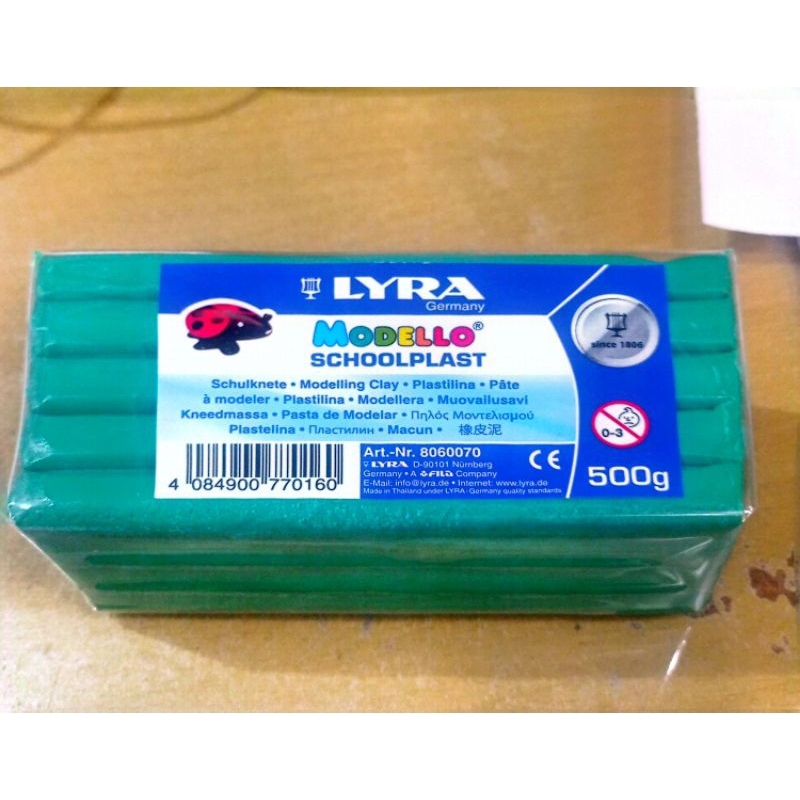 LYRA
Germany
MODELLO®
SCHOOLPLAST
since 1806
Schulknete • Modelling Clay • Plastilina • Pâte
à modeler • Plastilina • Modellera • Muovailusavi
Kneedmassa • Pasta de Modelar • Πηλός Μοντελισμού
Plastelina • Пластилин • Macun • 橡皮泥
0-3
4 084900 770160
Art.-Nr. 8060070
LYRA D-90101 Nürnberg
Germany • A FILA Company
E-Mail: info@lyra.de • Internet: www.lyra.de
Made in Thailand under LYRA-Germany quality standards
CE
500g